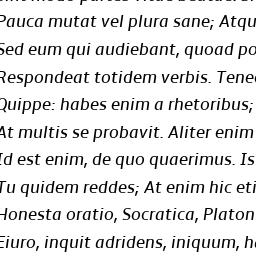 Pauca mutat vel plura sane; Atqu
Sed eum qui audiebant, quoad po
Respondeat totidem verbis. Tene
Quippe: habes enim a rhetoribus;
At multis se probavit. Aliter enim
Id est enim, de quo quaerimus. Is
Tu quidem reddes; At enim hic eti
Honesta oratio, Socratica, Platon
Eiuro, inquit adridens, iniquum, h